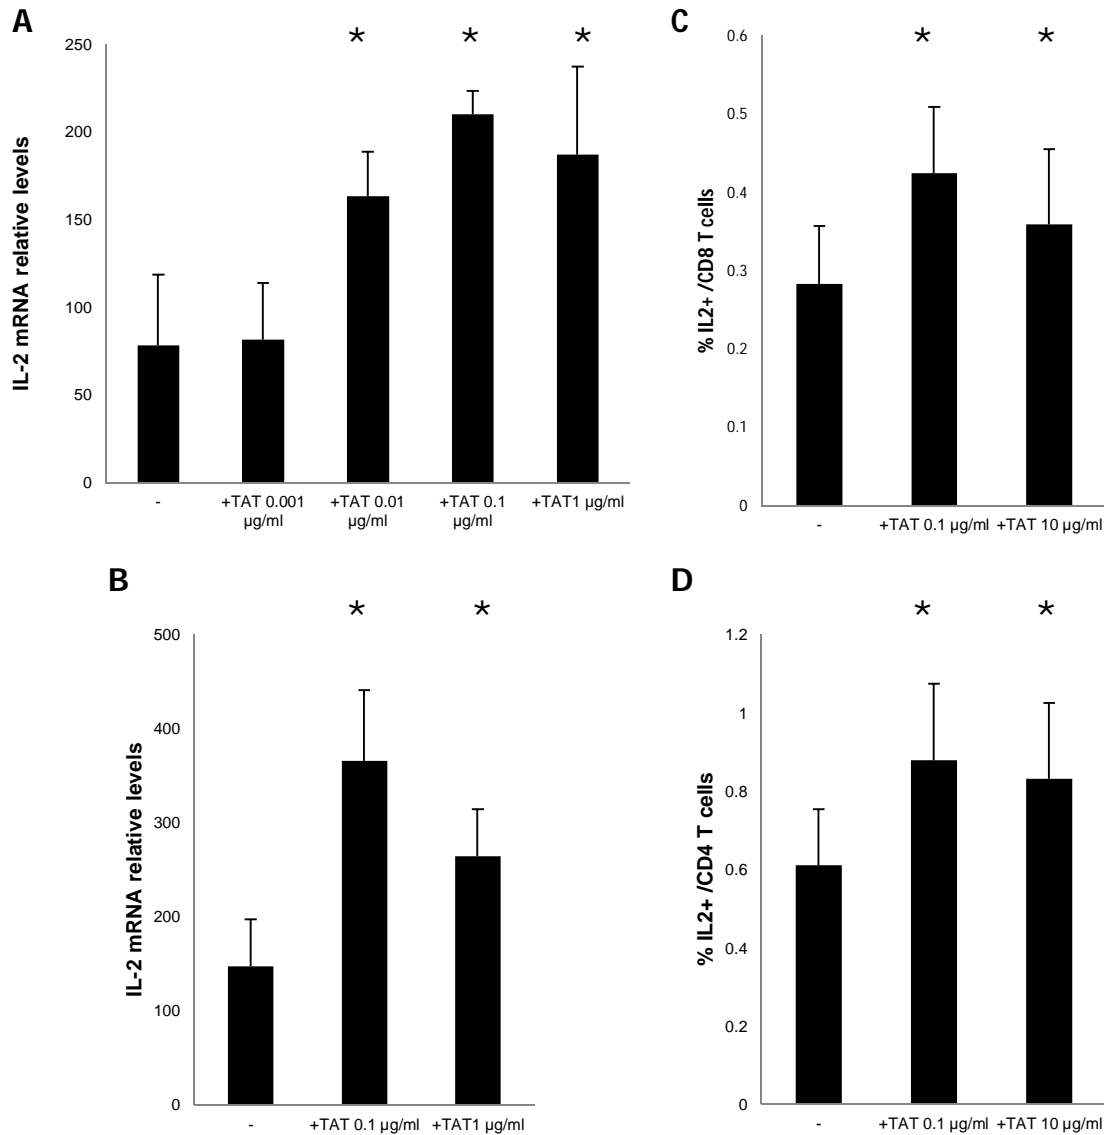 A
* * *
250
200
150
100
50
0
IL-2 mRNA relative levels
-
+TAT 0.001
µg/ml
+TAT 0.01
µg/ml
+TAT 0.1
µg/ml
+TAT1 µg/ml
C
* *
0.6
0.5
0.4
0.3
0.2
0.1
0
% IL2+ /CD8 T cells
- +TAT 0.1 µg/ml +TAT 10 µg/ml
B
* *
500
400
300
200
100
0
IL-2 mRNA relative levels
- +TAT 0.1 µg/ml +TAT1 µg/ml
D
* *
1.2
1
0.8
0.6
0.4
0.2
0
% IL2+ /CD4 T cells
- +TAT 0.1 µg/ml +TAT 10 µg/ml